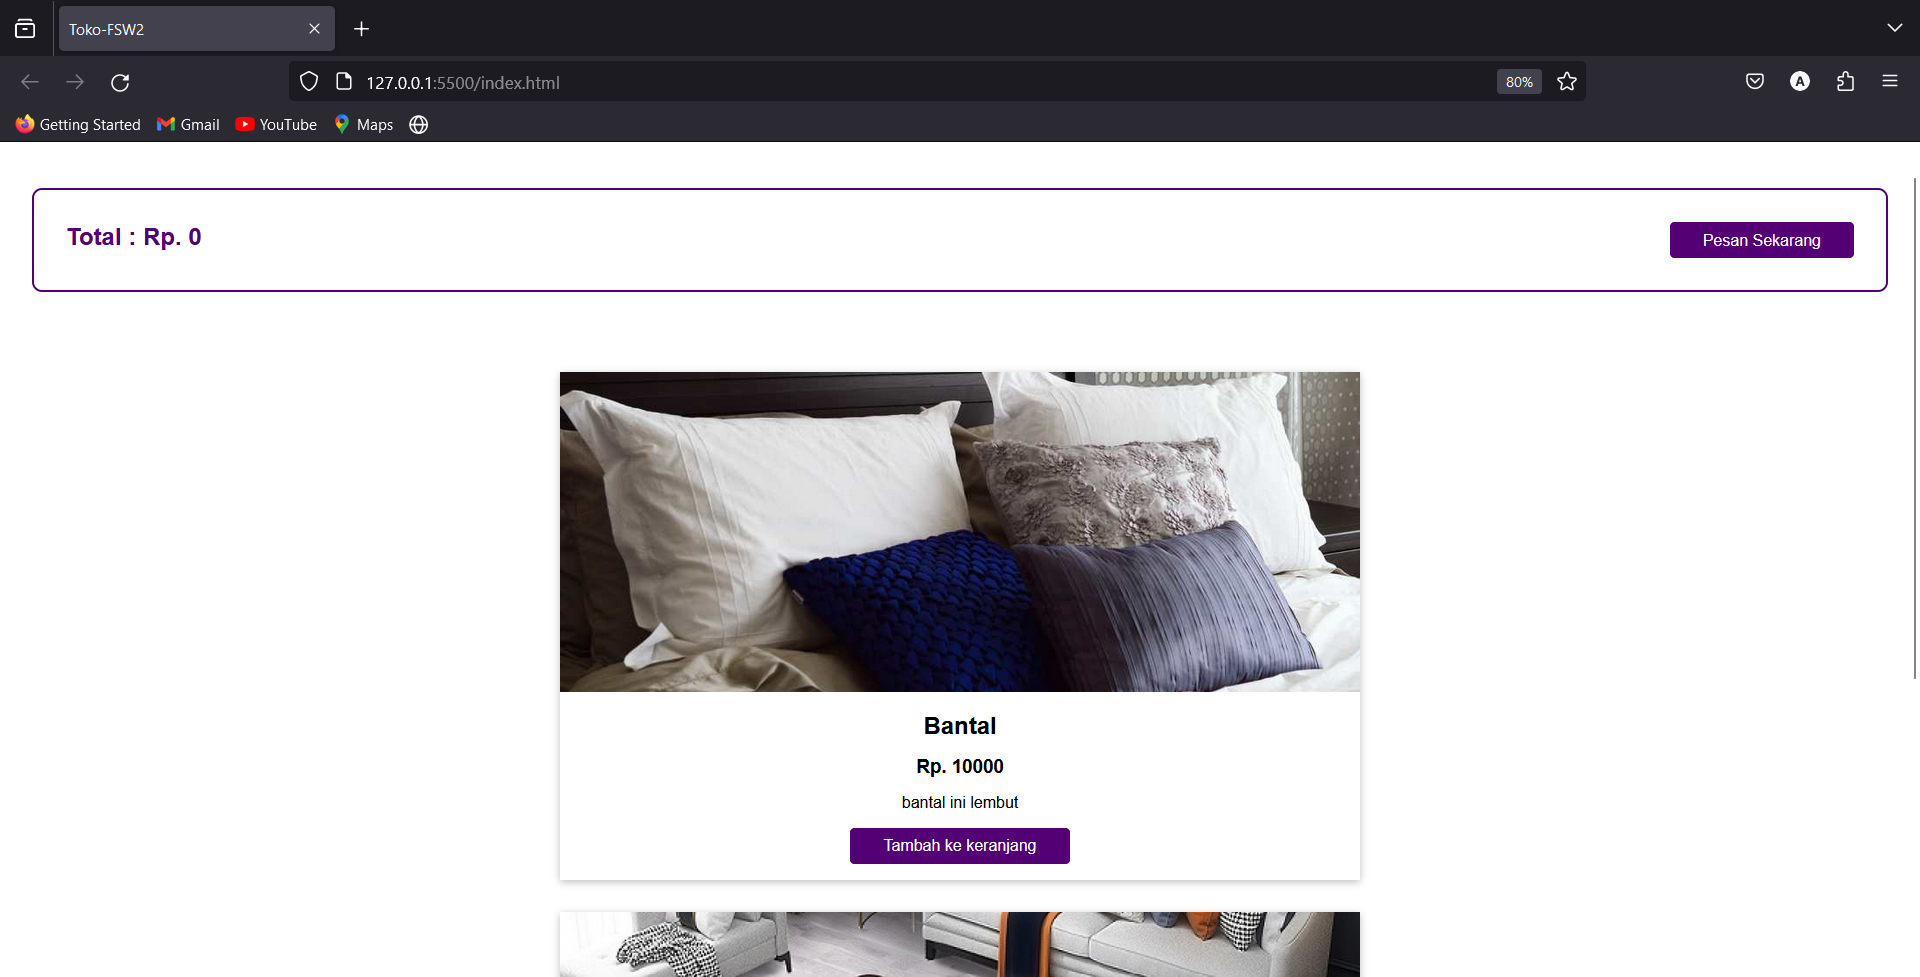 Toko-FSW2
127.0.0.1:5500/index.html
80%
A
Getting Started
Gmail
YouTube
Maps
Total : Rp. 0
Pesan Sekarang
Bantal
Rp. 10000
bantal ini lembut
Tambah ke keranjang